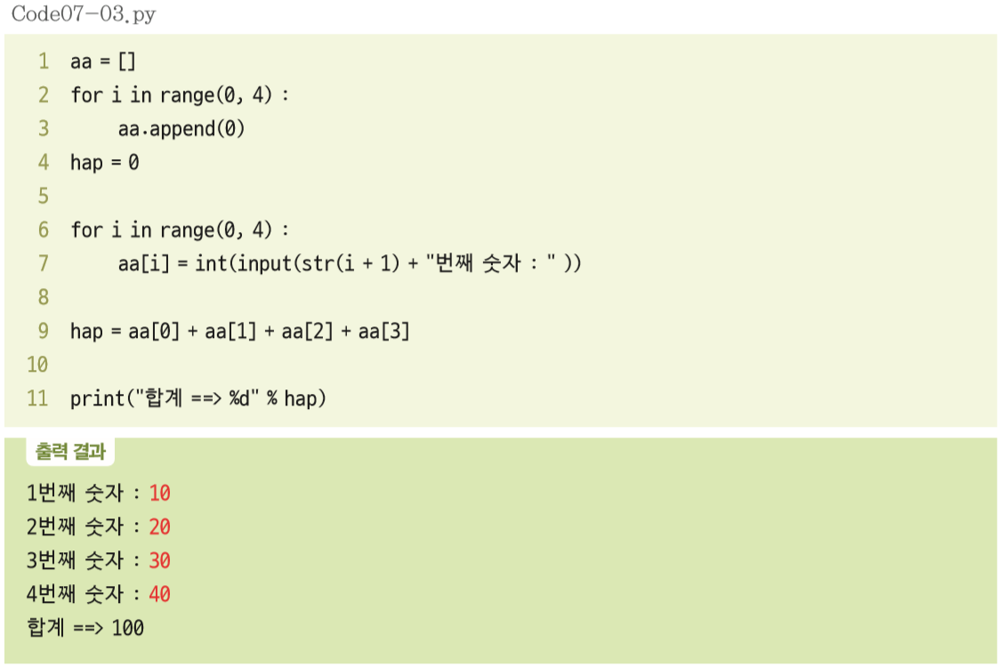 Code07-03.py
1 aa = []
2 for i in range(0, 4) :
3 aa.append(0)
4 hap = 0
5
6 for i in range(0, 4) :
7 aa[i] = int(input(str(i + 1) + "번째 숫자 : " ))
8
9 hap = aa[0] + aa[1] + aa[2] + aa[3]
10
11 print("합계 ==> %d" % hap)
출력 결과
1번째 숫자 : 10
2번째 숫자 : 20
3번째 숫자 : 30
4번째 숫자 : 40
합계 ==> 100